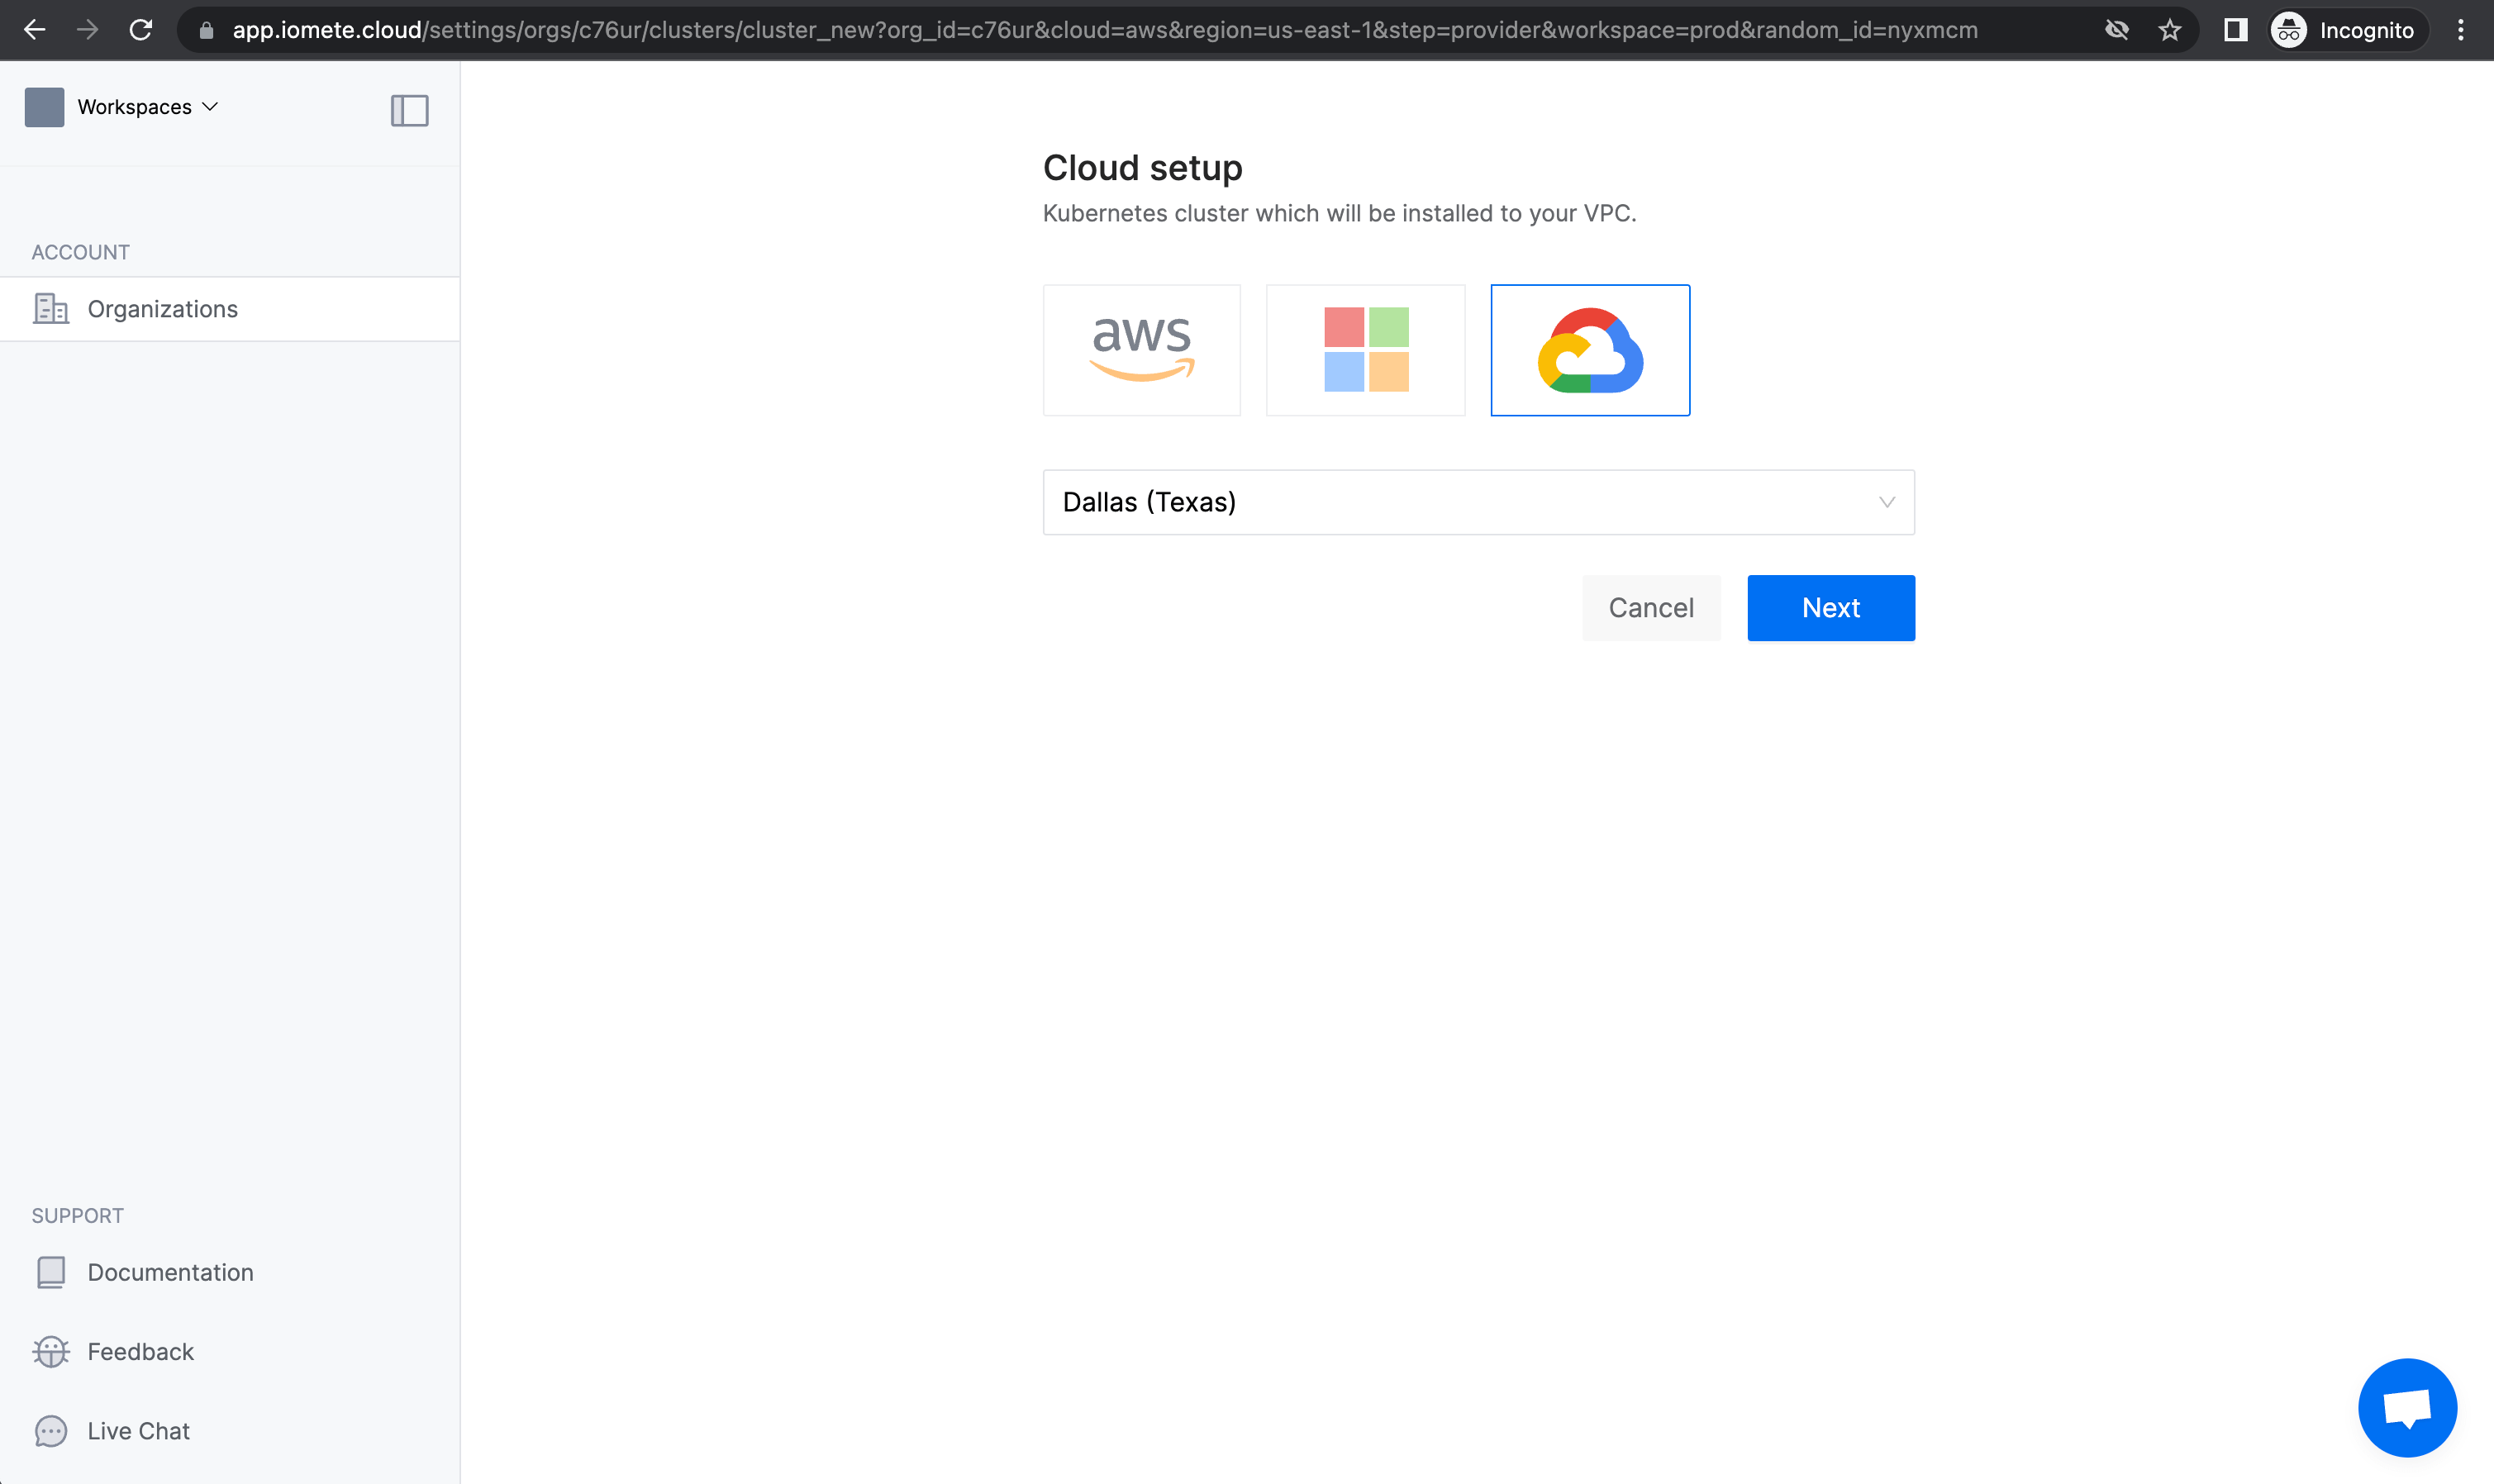 app.iomete.cloud/settings/orgs/c76ur/clusters/cluster_new?org_id=c76ur&cloud=aws&region=us-east-1&step=provider&workspace=prod&random_id=nyxmcm
Incognito
Workspaces
ACCOUNT
Organizations
Cloud setup
Kubernetes cluster which will be installed to your VPC.
aws
Dallas (Texas)
Cancel
Next
SUPPORT
Documentation
Feedback
Live Chat